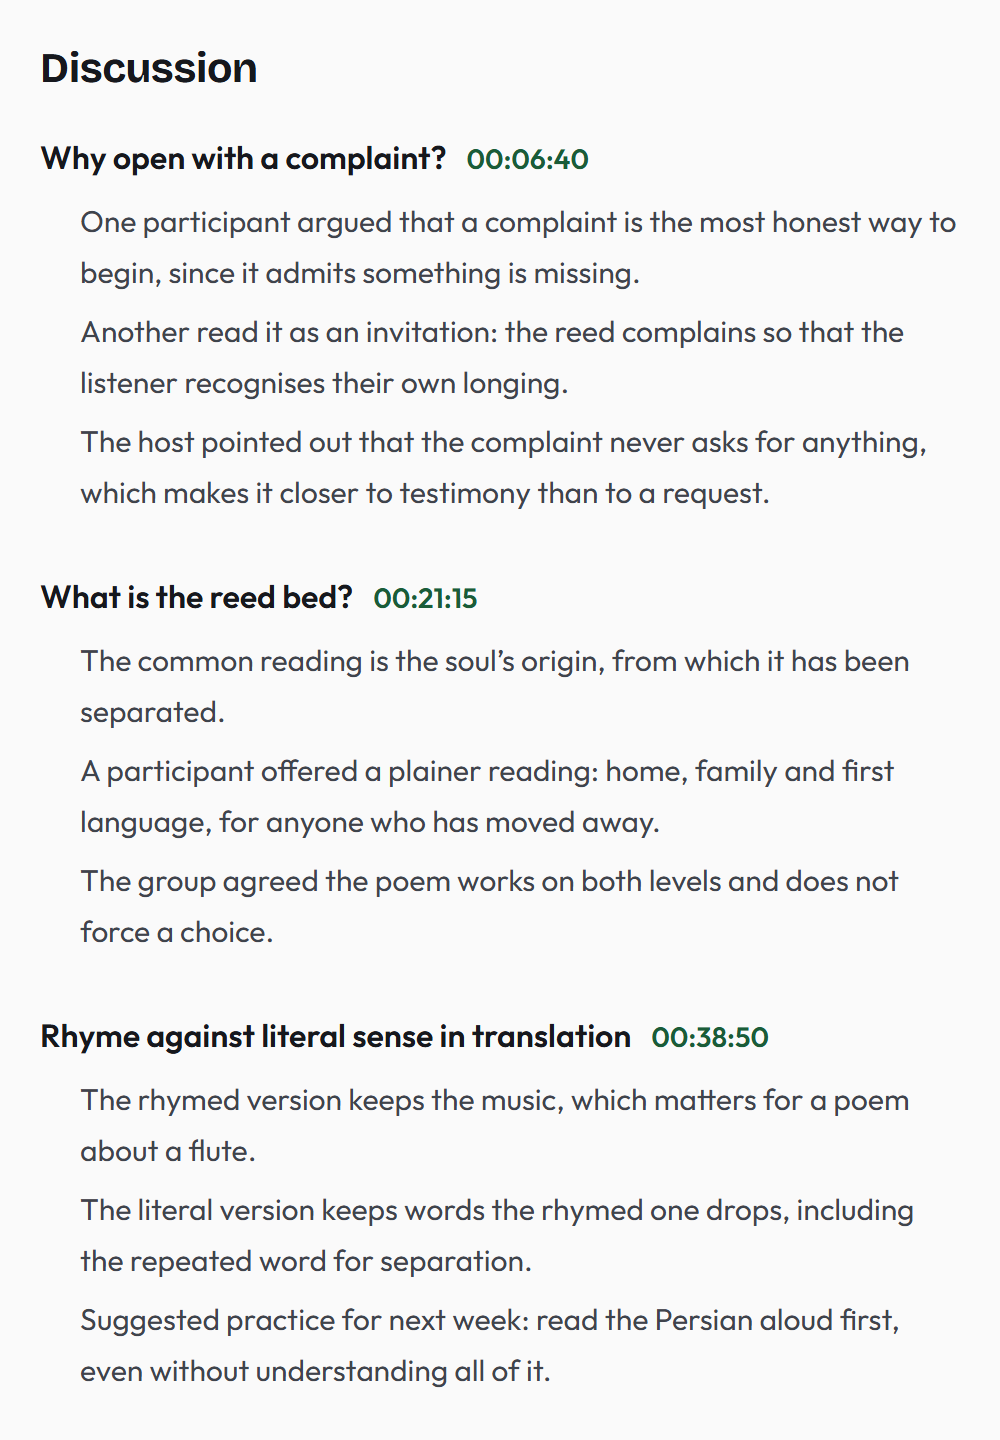 Discussion
Why open with a complaint? 00:06:40
One participant argued that a complaint is the most honest way to
begin, since it admits something is missing.
Another read it as an invitation: the reed complains so that the
listener recognises their own longing.
The host pointed out that the complaint never asks for anything,
which makes it closer to testimony than to a request.
What is the reed bed? 00:21:15
The common reading is the soul’s origin, from which it has been
separated.
A participant offered a plainer reading: home, family and first
language, for anyone who has moved away.
The group agreed the poem works on both levels and does not
force a choice.
Rhyme against literal sense in translation 00:38:50
The rhymed version keeps the music, which matters for a poem
about a flute.
The literal version keeps words the rhymed one drops, including
the repeated word for separation.
Suggested practice for next week: read the Persian aloud first,
even without understanding all of it.